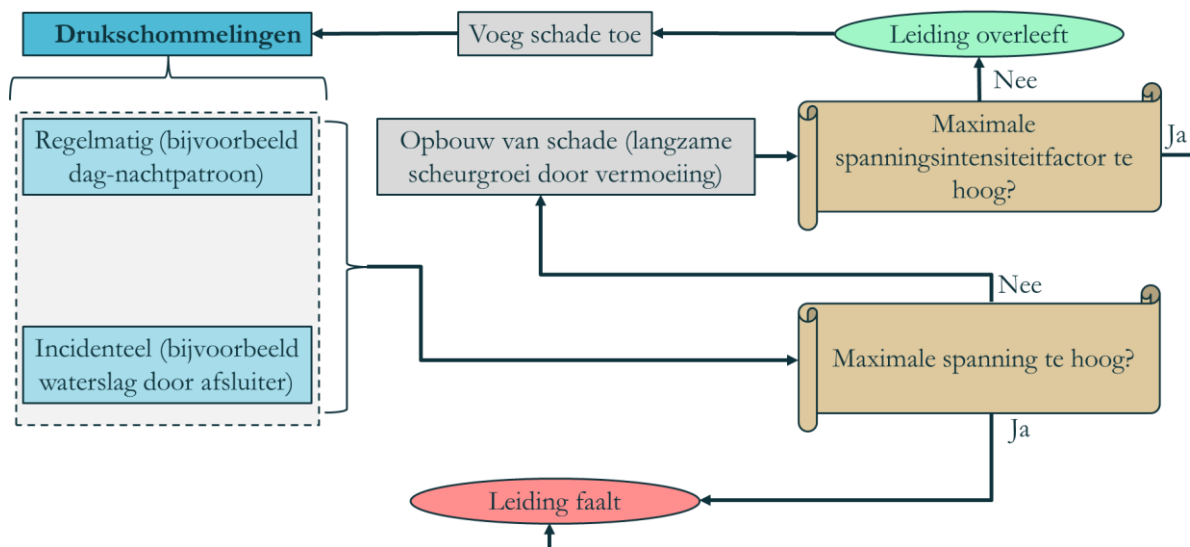 Drukschommelingen
Voeg schade toe
Leiding overleeft
Nee
Regelmatig (bijvoorbeeld
dag-nachtpatroon)
Opbouw van schade (langzame
scheurgroei door vermoeiing)
Maximale
spanningsintensiteitfactor te
hoog?
Ja
Nee
Incidenteel (bijvoorbeeld
waterslag door afsluiter)
Maximale spanning te hoog?
Ja
Leiding faalt